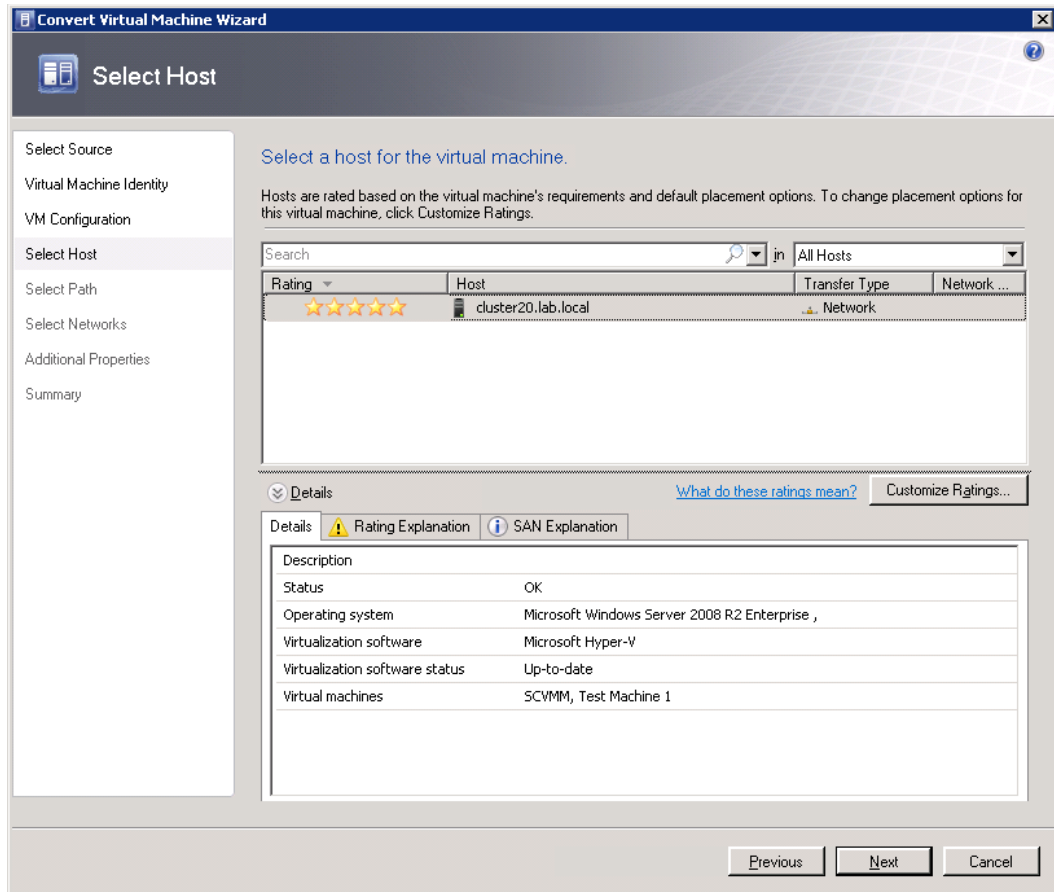 Convert Virtual Machine Wizard
Select Host
Select Source
Virtual Machine Identity
VM Configuration
Select Host
Select Path
Select Networks
Additional Properties
Summary
Select a host for the virtual machine.
Hosts are rated based on the virtual machine's requirements and default placement options. To change placement options for
this virtual machine, click Customize Ratings.
Search in All Hosts
Rating Host Transfer Type Network ...
cluster20.lab.local Network
Details What do these ratings mean? Customize Ratings...
Details Rating Explanation SAN Explanation
Description
Status OK
Operating system Microsoft Windows Server 2008 R2 Enterprise ,
Virtualization software Microsoft Hyper-V
Virtualization software status Up-to-date
Virtual machines SCVMM, Test Machine 1
Previous Next Cancel